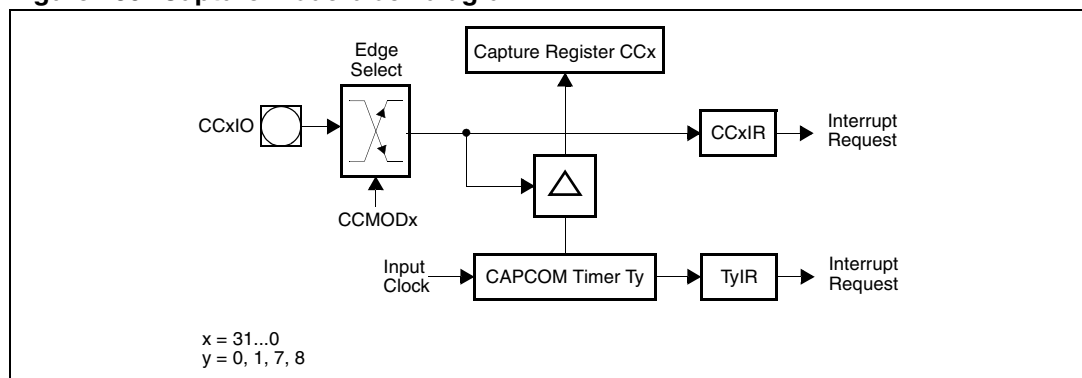 Edge
Select
Capture Register CCx
CCxIO
CCxIR
Interrupt
Request
CCMODx
Input
Clock
CAPCOM Timer Ty
TyIR
Interrupt
Request
x = 31...0
y = 0, 1, 7, 8